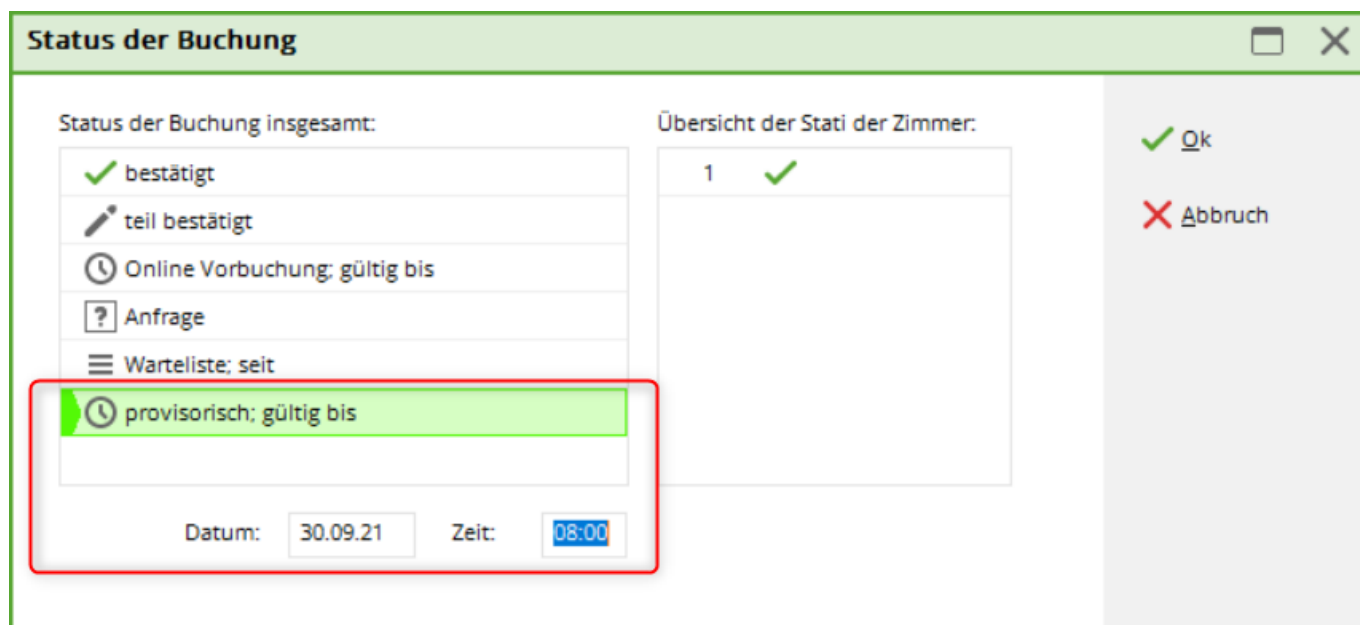 Status der Buchung
Status der Buchung insgesamt:
bestätigt
teil bestätigt
Online Vorbuchung; gültig bis
? Anfrage
Warteliste; seit
provisorisch; gültig bis
Datum: 30.09.21 Zeit: 08:00
Übersicht der Stati der Zimmer:
1
Ok
Abbruch